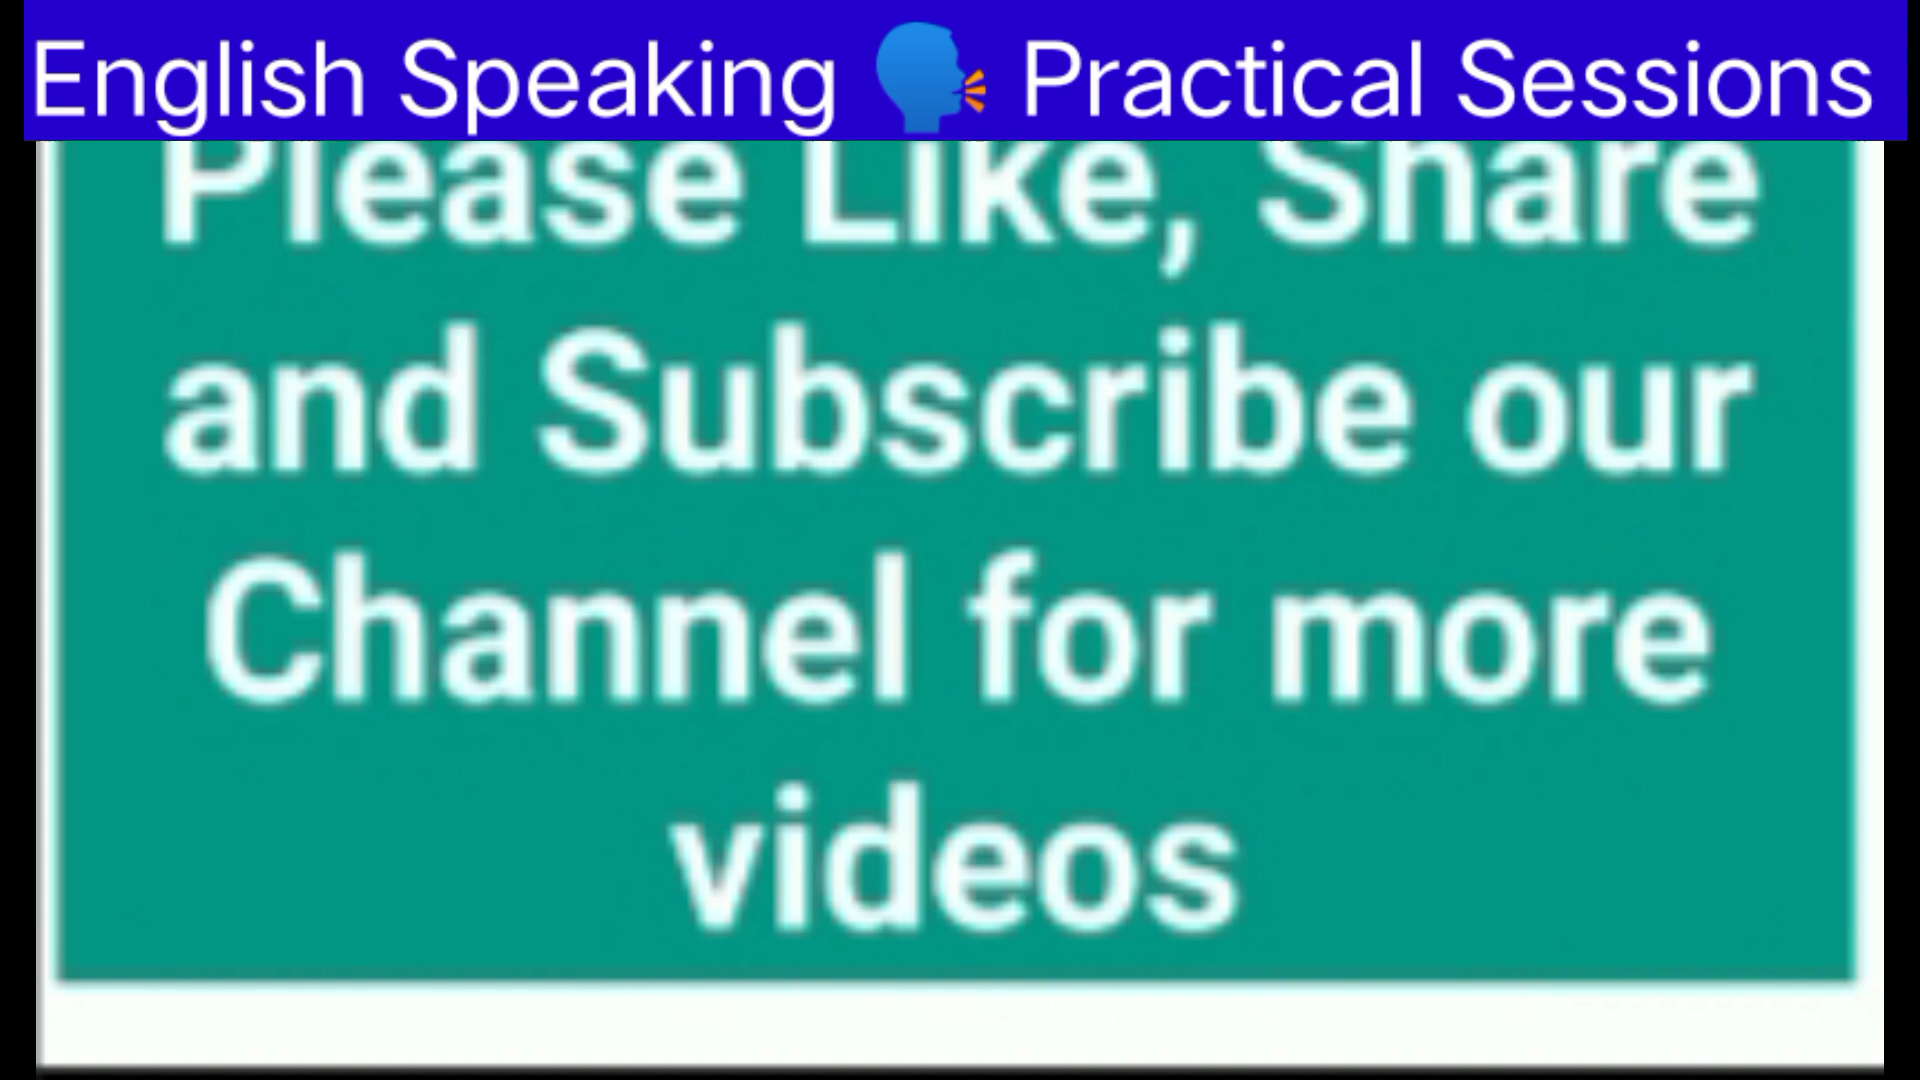 English Speaking 🗣 Practical Sessions
Please Like, Share
and Subscribe our
Channel for more
videos